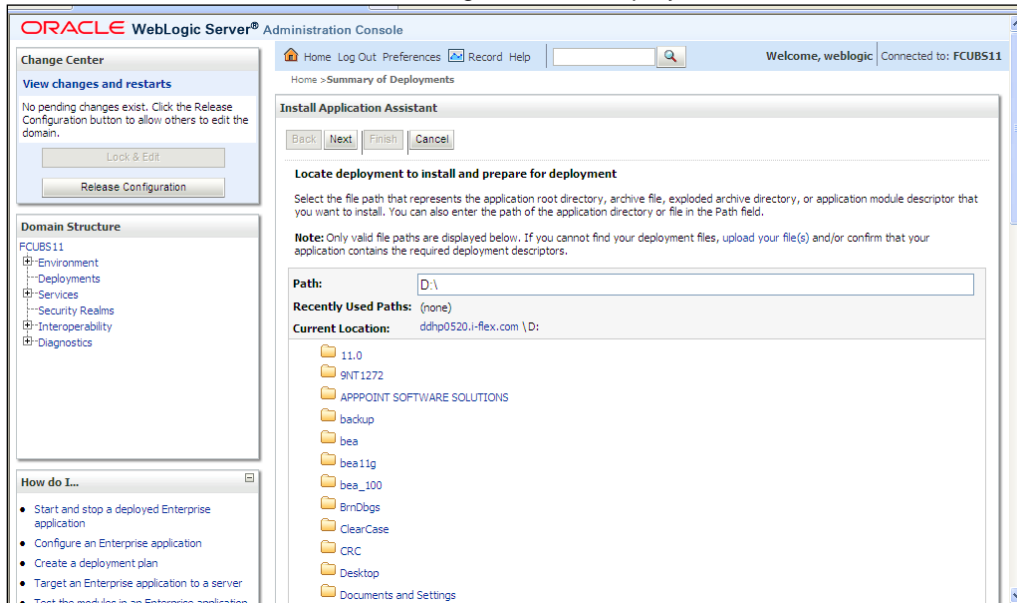 ORACLE WebLogic Server® Administration Console
Change Center
View changes and restarts
No pending changes exist. Click the Release
Configuration button to allow others to edit the
domain.
Lock & Edit
Release Configuration
Domain Structure
FCUBS11
Environment
Deployments
Services
Security Realms
Interoperability
Diagnostics
How do I...
Start and stop a deployed Enterprise
application
Configure an Enterprise application
Create a deployment plan
Target an Enterprise application to a server
Test the modules in an Enterprise application
Home Log Out Preferences Record Help
Welcome, weblogic Connected to: FCUBS11
Home >Summary of Deployments
Install Application Assistant
Back Next Finish Cancel
Locate deployment to install and prepare for deployment
Select the file path that represents the application root directory, archive file, exploded archive directory, or application module descriptor that
you want to install. You can also enter the path of the application directory or file in the Path field.
Note: Only valid file paths are displayed below. If you cannot find your deployment files, upload your file(s) and/or confirm that your
application contains the required deployment descriptors.
Path: D:\
Recently Used Paths: (none)
Current Location: ddhp0520.i-flex.com \D:
11.0
9NT1272
APPPOINT SOFTWARE SOLUTIONS
backup
bea
bea11g
bea_100
BrnDbgs
ClearCase
CRC
Desktop
Documents and Settings